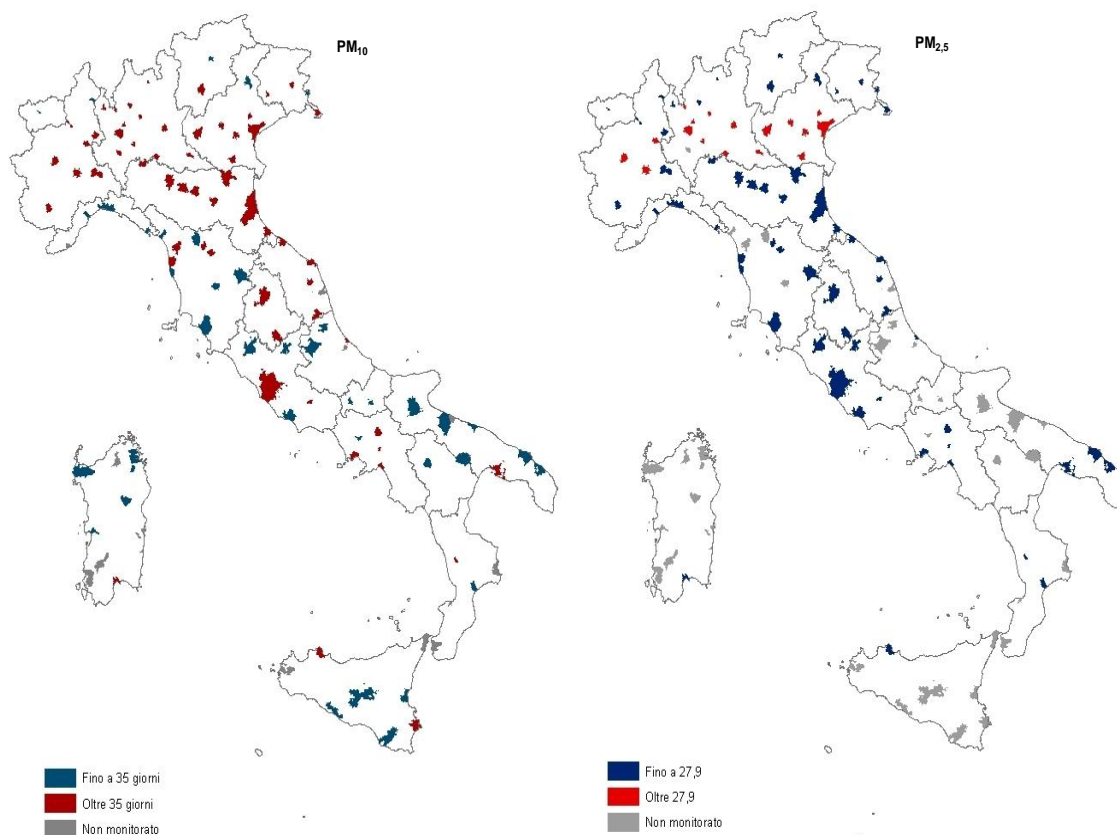 PM10
PM2,5
Fino a 35 giorni
Oltre 35 giorni
Non monitorato
Fino a 27,9
Oltre 27,9
Non monitorato